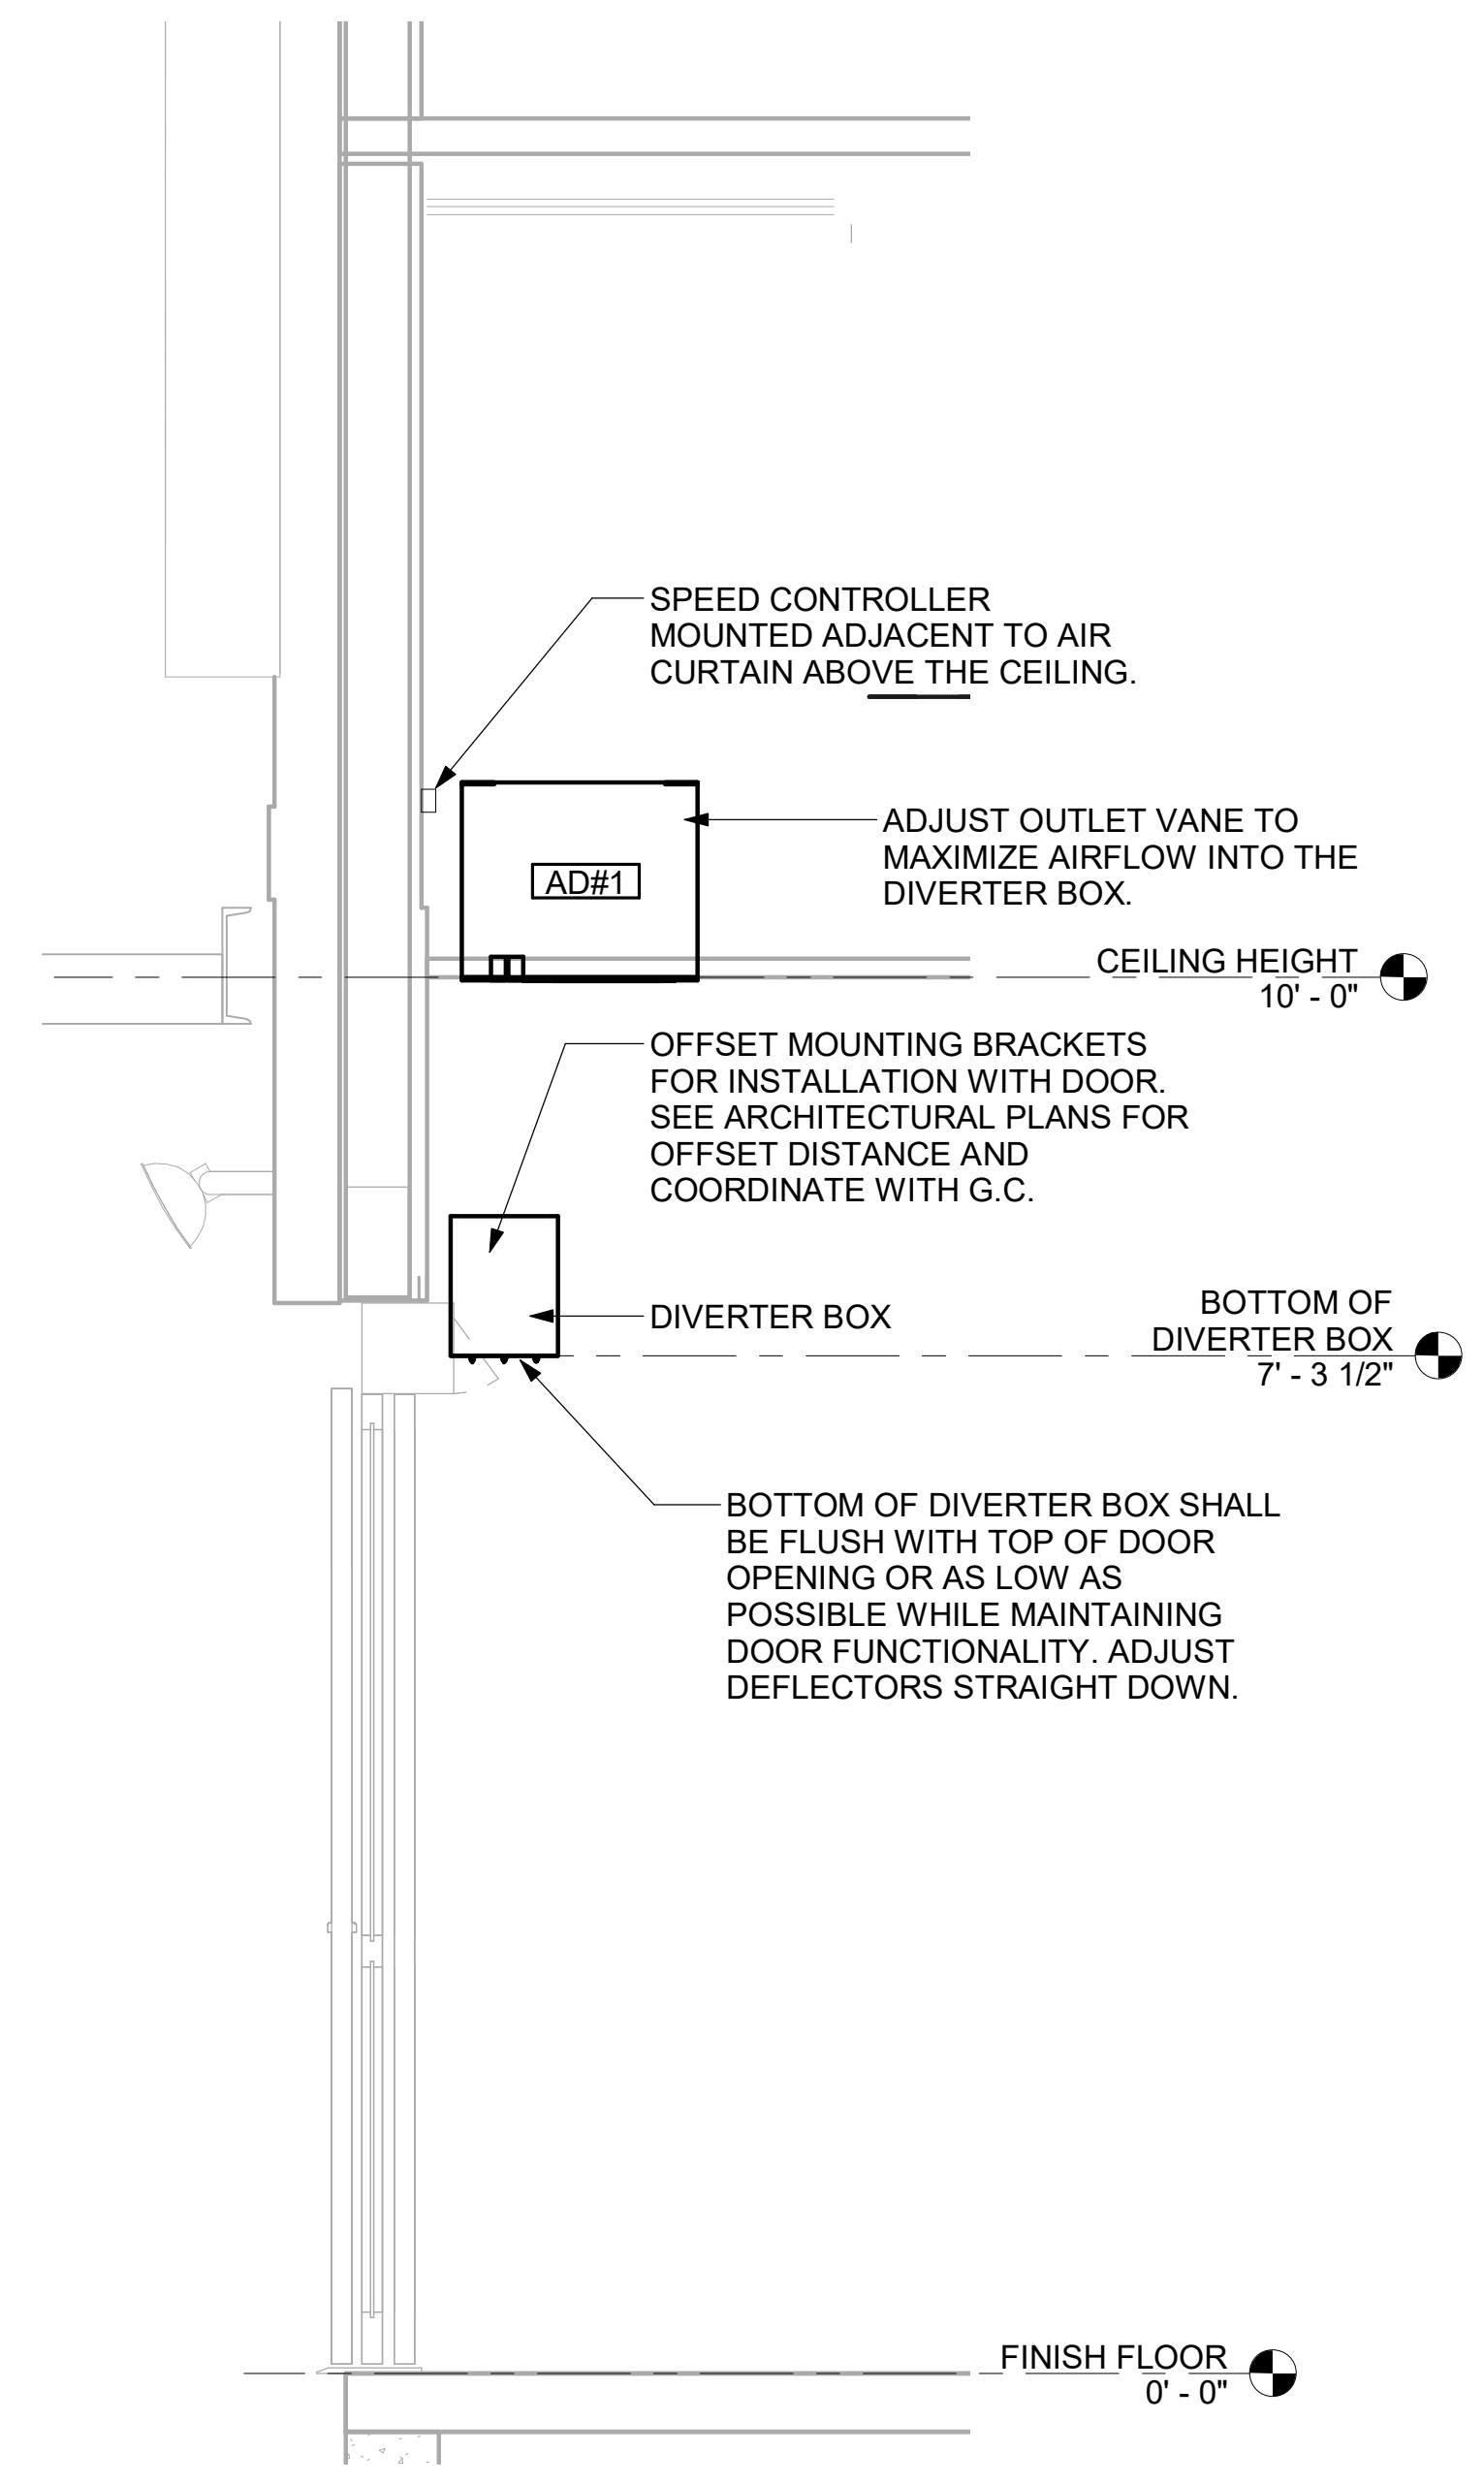 SPEED CONTROLLER
MOUNTED ADJACENT TO AIR
CURTAIN ABOVE THE CEILING.
ADJUST OUTLET VANE TO
MAXIMIZE AIRFLOW INTO THE
DIVERTER BOX.
AD#1
CEILING HEIGHT
10' - 0"
OFFSET MOUNTING BRACKETS
FOR INSTALLATION WITH DOOR.
SEE ARCHITECTURAL PLANS FOR
OFFSET DISTANCE AND
COORDINATE WITH G.C.
DIVERTER BOX
BOTTOM OF
DIVERTER BOX
7' - 3 1/2"
BOTTOM OF DIVERTER BOX SHALL
BE FLUSH WITH TOP OF DOOR
OPENING OR AS LOW AS
POSSIBLE WHILE MAINTAINING
DOOR FUNCTIONALITY. ADJUST
DEFLECTORS STRAIGHT DOWN.
FINISH FLOOR
0' - 0"